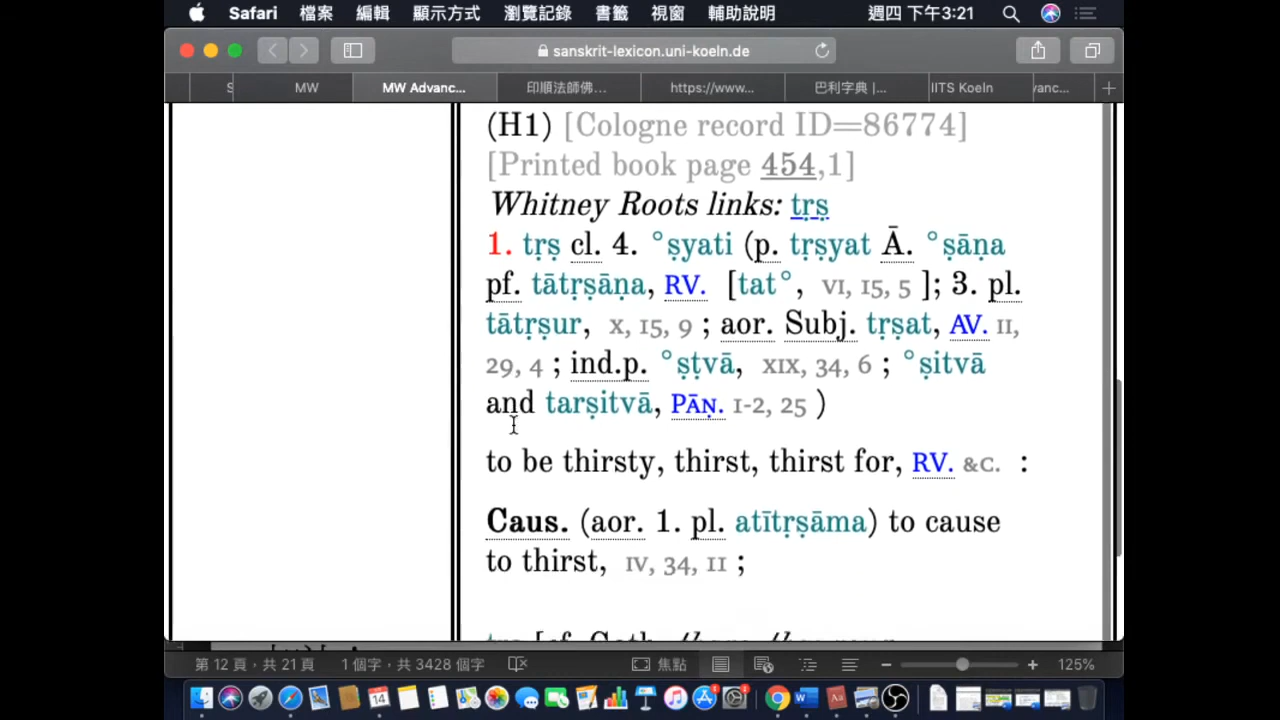 Safari 檔案 編輯 顯示方式 瀏覽記錄 書籤 視窗 輔助說明 週四 下午3:21
sanskrit-lexicon.uni-koeln.de
S MW MW Advanc... 印順法師佛... https://www... 巴利字典 |... IITS Koeln vanc...
(H1) [Cologne record ID=86774]
[Printed book page 454,1]
Whitney Roots links: tṛṣ
1. tṛṣ cl. 4. °ṣyati (p. tṛṣyat Ā. °ṣāṇa
pf. tātṛṣāṇa, RV. [tat°, VI, 15, 5 ]; 3. pl.
tātṛṣur, X, 15, 9 ; aor. Subj. tṛṣat, AV. II,
29, 4 ; ind.p. °ṣṭvā, XIX, 34, 6 ; °ṣitvā
and tarṣitvā, PĀṆ. I-2, 25 )
to be thirsty, thirst, thirst for, RV. &C. :
Caus. (aor. 1. pl. atītṛṣāma) to cause
to thirst, IV, 34, II ;
第 12 頁，共 21 頁 1 個字，共 3428 個字 焦點 125%
14